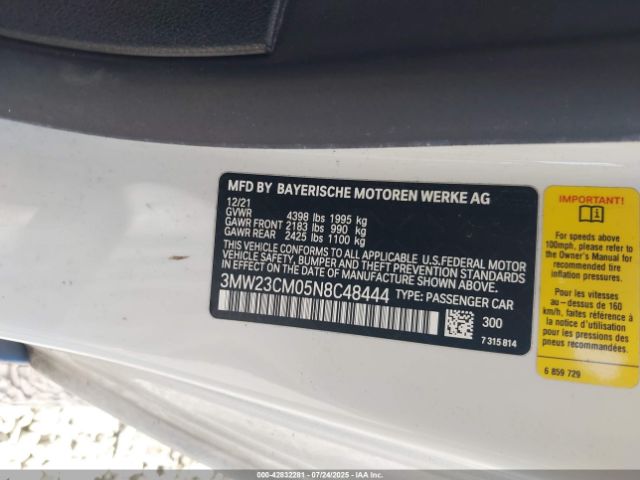 MFD BY BAYERISCHE MOTOREN WERKE AG
12/21
GVWR 4398 lbs 1995 kg
GAWR FRONT 2183 lbs 990 kg
GAWR REAR 2425 lbs 1100 kg
THIS VEHICLE CONFORMS TO ALL APPLICABLE U.S.FEDERAL MOTOR
VEHICLE SAFETY, BUMPER AND THEFT PREVENTION STANDARDS
IN EFFECT ON THE DATE OF MANUFACTURE SHOWN ABOVE.
3MW23CM05N8C48444 TYPE: PASSENGER CAR
300
7 315 814
IMPORTANT!
For speeds above
100mph, please refer to
the Owner's Manual for
recommended tire
inflation pressures.
Pour les vitesses
au-dessus de 160
km/h, faites référence à
la notice d'utilisation
pour les pressions des
pneus recommandées.
6 859 729
000-42832281 - 07/24/2025 - Copyright IAA, LLC.